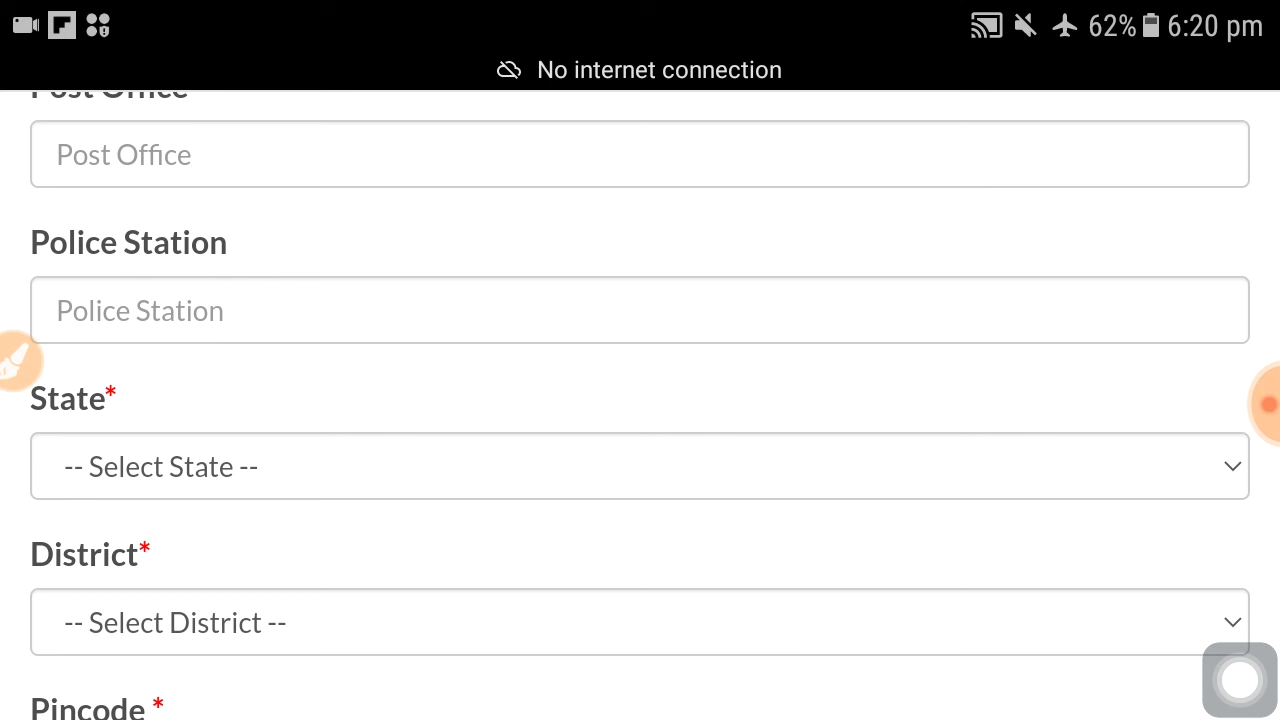 62% 6:20 pm
No internet connection
Post Office
Post Office
Police Station
Police Station
State*
-- Select State --
District*
-- Select District --
Pincode *